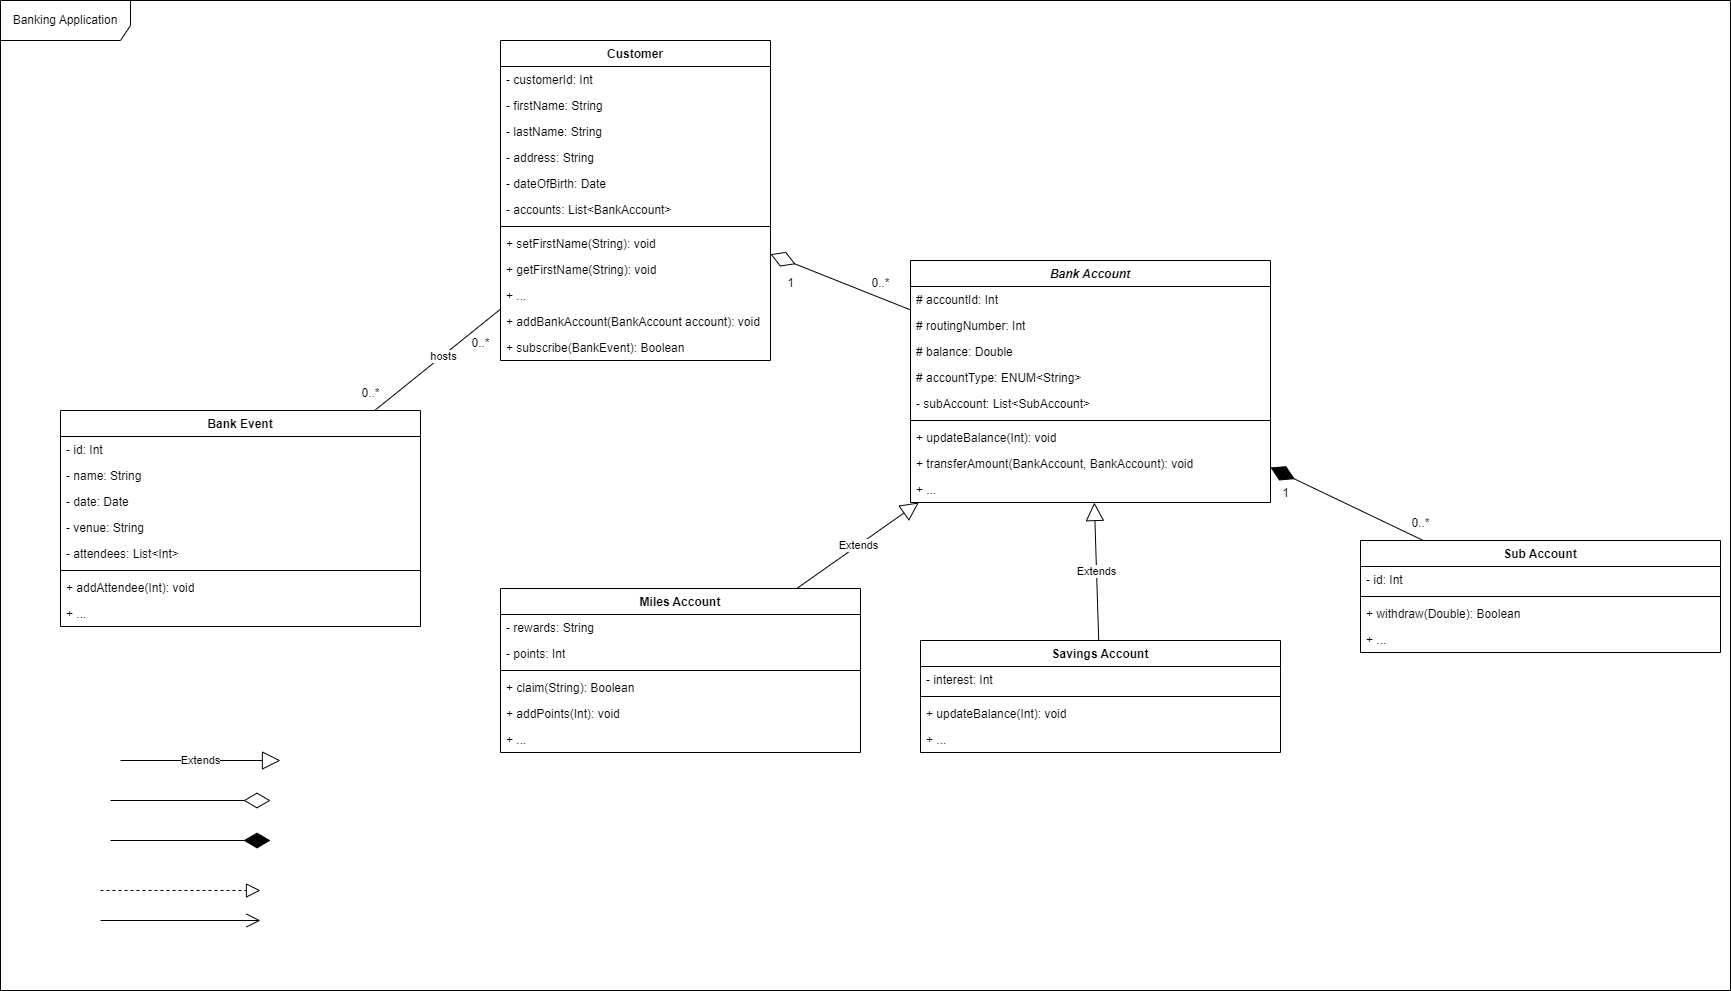 Banking Application
Customer
- customerId: Int
- firstName: String
- lastName: String
- address: String
- dateOfBirth: Date
- accounts: List<BankAccount>
+ setFirstName(String): void
+ getFirstName(String): void
+ ...
+ addBankAccount(BankAccount account): void
+ subscribe(BankEvent): Boolean
1
0..*
0..*
hosts
0..*
Bank Account
# accountId: Int
# routingNumber: Int
# balance: Double
# accountType: ENUM<String>
- subAccount: List<SubAccount>
+ updateBalance(Int): void
+ transferAmount(BankAccount, BankAccount): void
+ ...
1
0..*
Bank Event
- id: Int
- name: String
- date: Date
- venue: String
- attendees: List<Int>
+ addAttendee(Int): void
+ ...
Extends
Extends
Miles Account
- rewards: String
- points: Int
+ claim(String): Boolean
+ addPoints(Int): void
+ ...
Savings Account
- interest: Int
+ updateBalance(Int): void
+ ...
Sub Account
- id: Int
+ withdraw(Double): Boolean
+ ...
Extends